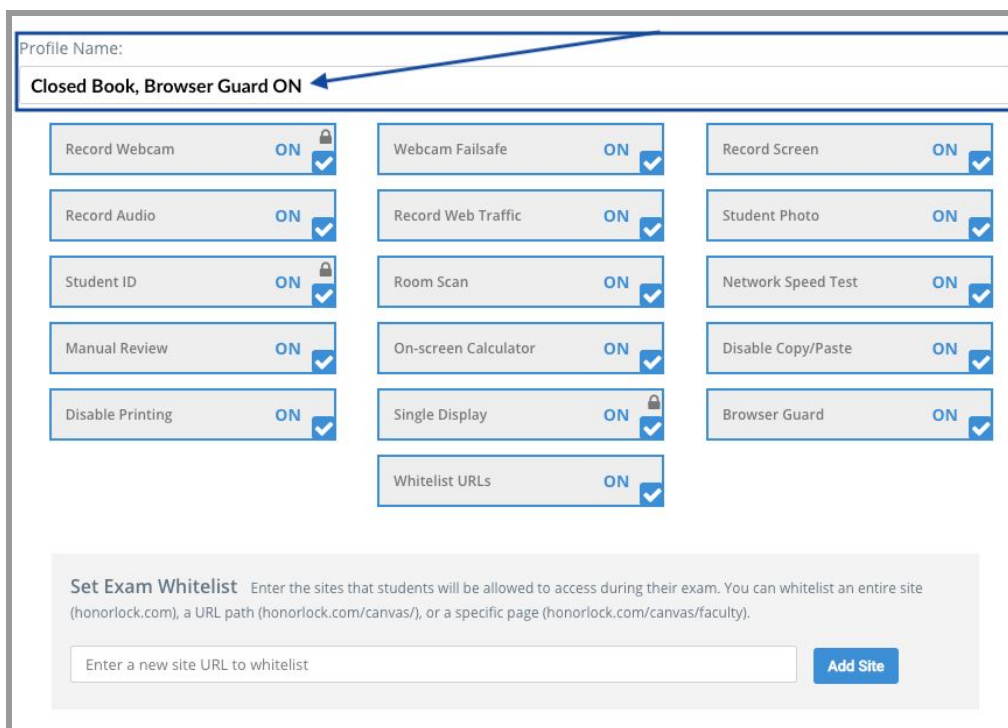 Profile Name:
Closed Book, Browser Guard ON
Record Webcam ON Webcam Failsafe ON Record Screen ON
Record Audio ON Record Web Traffic ON Student Photo ON
Student ID ON Room Scan ON Network Speed Test ON
Manual Review ON On-screen Calculator ON Disable Copy/Paste ON
Disable Printing ON Single Display ON Browser Guard ON
Whitelist URLs ON
Set Exam Whitelist Enter the sites that students will be allowed to access during their exam. You can whitelist an entire site
(honorlock.com), a URL path (honorlock.com/canvas/), or a specific page (honorlock.com/canvas/faculty).
Enter a new site URL to whitelist Add Site